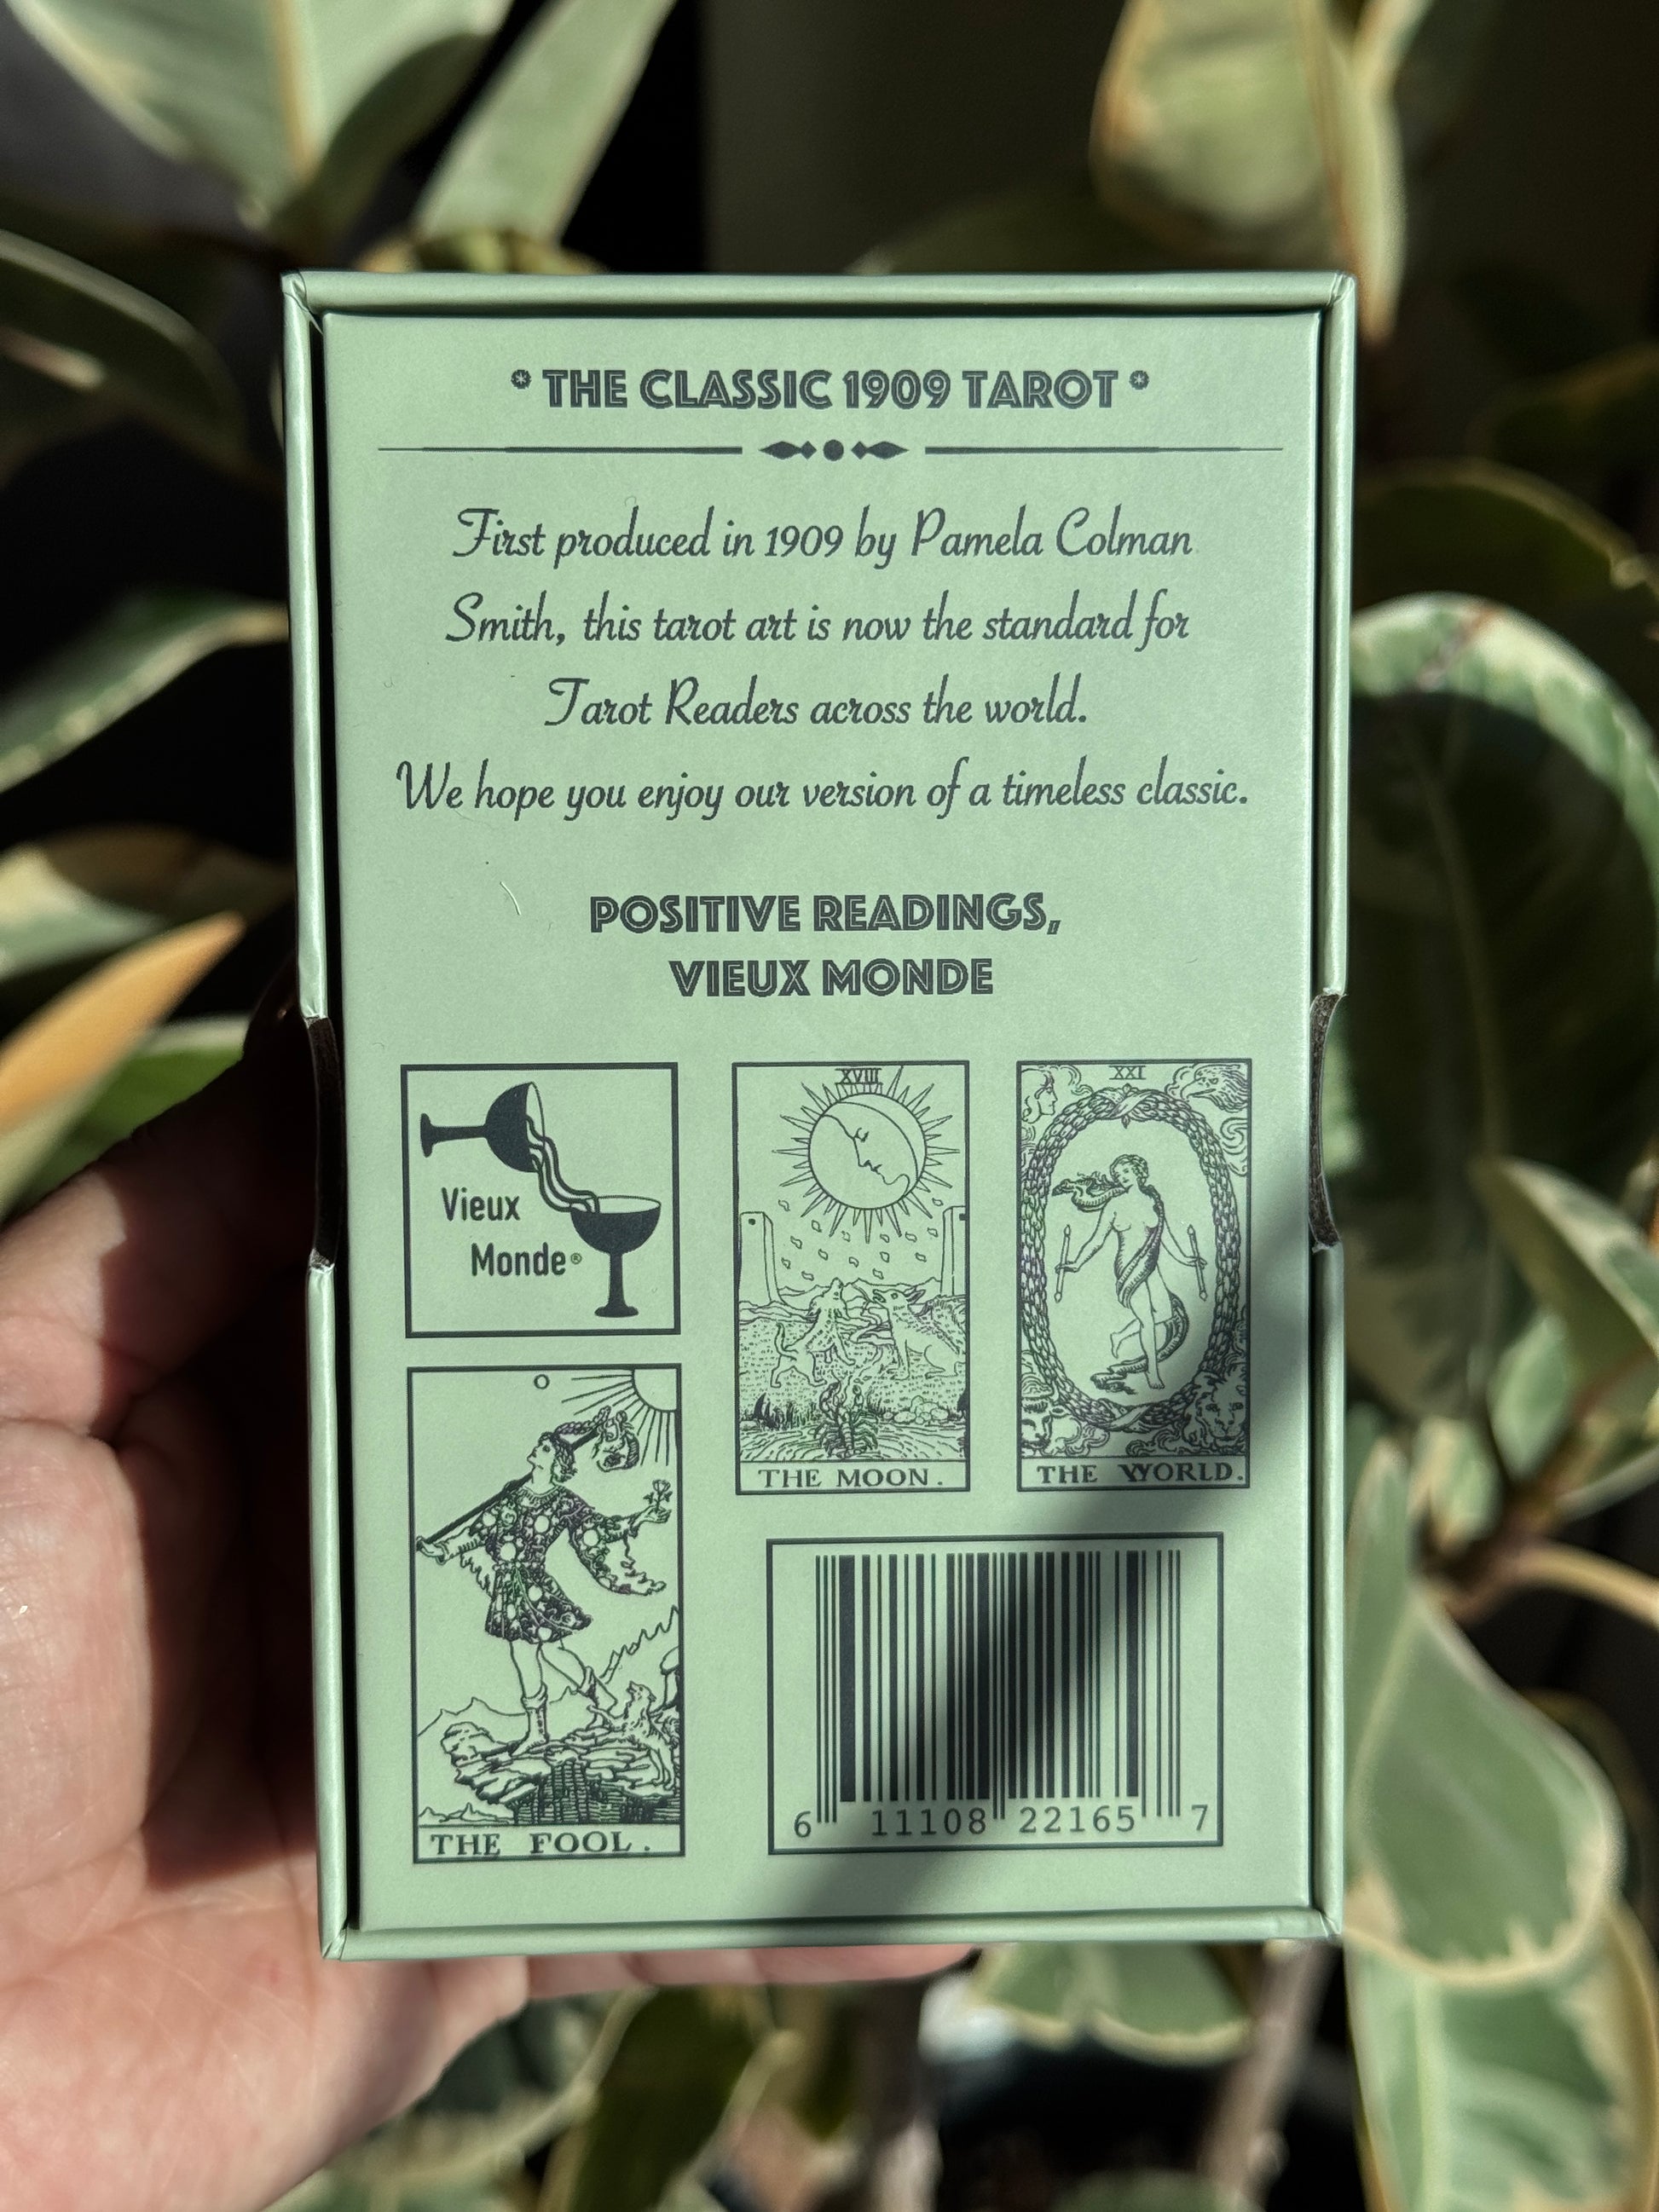 * THE CLASSIC 1909 TAROT *
First produced in 1909 by Pamela Colman
Smith, this tarot art is now the standard for
Tarot Readers across the world.
We hope you enjoy our version of a timeless classic.
POSITIVE READINGS,
VIEUX MONDE
Vieux
Monde®
XVIII
THE MOON.
XXI
THE WORLD.
0
THE FOOL.
6 11108 22165 7